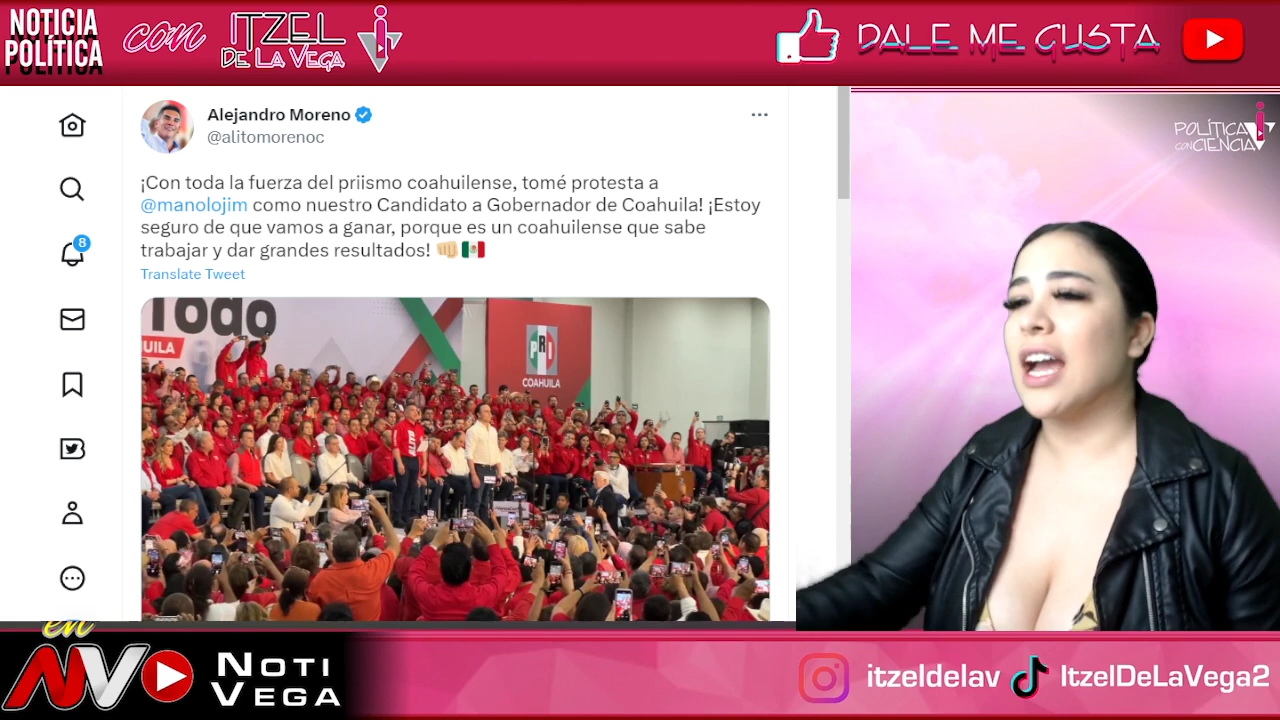 NOTICIA
POLÍTICA
con
ITZEL
DE LA VEGA
DALE ME GUSTA
Alejandro Moreno
@alitomorenoc
¡Con toda la fuerza del priismo coahuilense, tomé protesta a
@manolojim como nuestro Candidato a Gobernador de Coahuila! ¡Estoy
seguro de que vamos a ganar, porque es un coahuilense que sabe
trabajar y dar grandes resultados! 👊🏼🇲🇽
Translate Tweet
8
Todo
UILA
PRI
COAHUILA
ALITO
POLÍTICA
CON CIENCIA
en
NV
NOTI
VEGA
itzeldelav
ItzelDeLaVega2